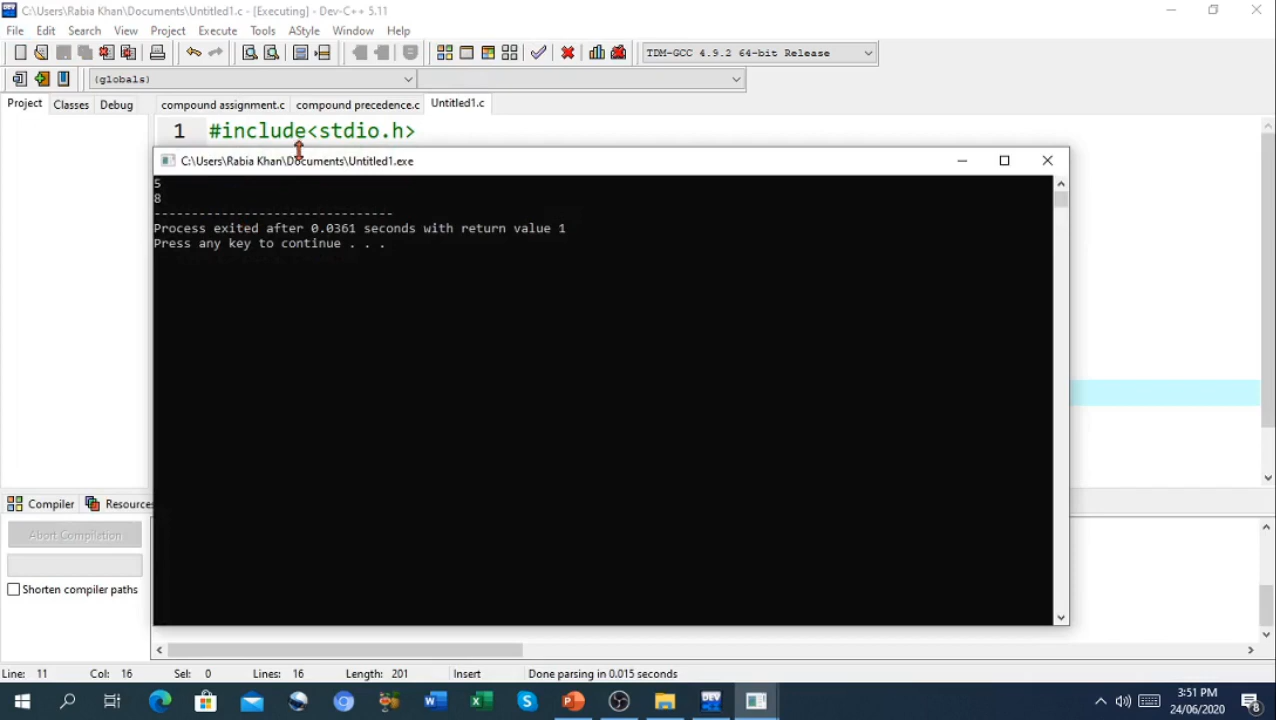 C:\Users\Rabia Khan\Documents\Untitled1.c - [Executing] - Dev-C++ 5.11
File Edit Search View Project Execute Tools AStyle Window Help
TDM-GCC 4.9.2 64-bit Release
(globals)
Project Classes Debug compound assignment.c compound precedence.c Untitled1.c
1 #include<stdio.h>
C:\Users\Rabia Khan\Documents\Untitled1.exe
5
8
--------------------------------
Process exited after 0.0361 seconds with return value 1
Press any key to continue . . .
Compiler Resources
Abort Compilation
Shorten compiler paths
Line: 11 Col: 16 Sel: 0 Lines: 16 Length: 201 Insert Done parsing in 0.015 seconds
3:51 PM
24/06/2020
8